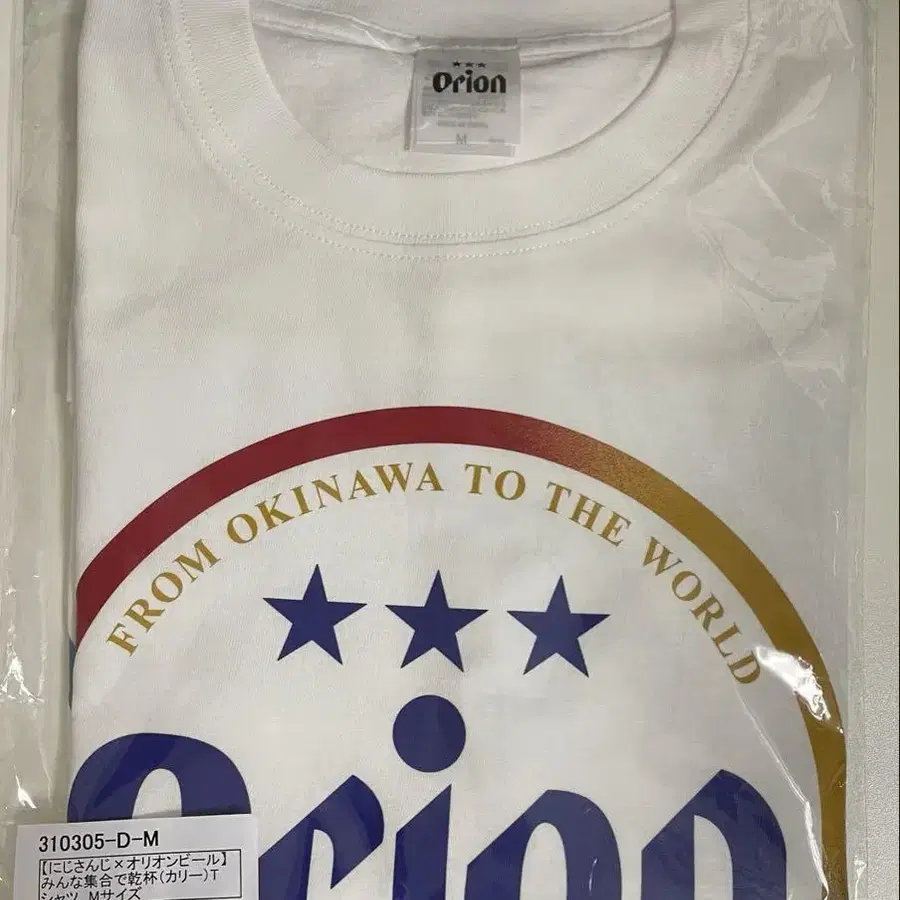 ★★★
Orion
M
FROM OKINAWA TO THE WORLD
★★★
Orion
310305-D-M
【にじさんじ×オリオンビール】
みんな集合で乾杯(カリー)T
シャツ Mサイズ